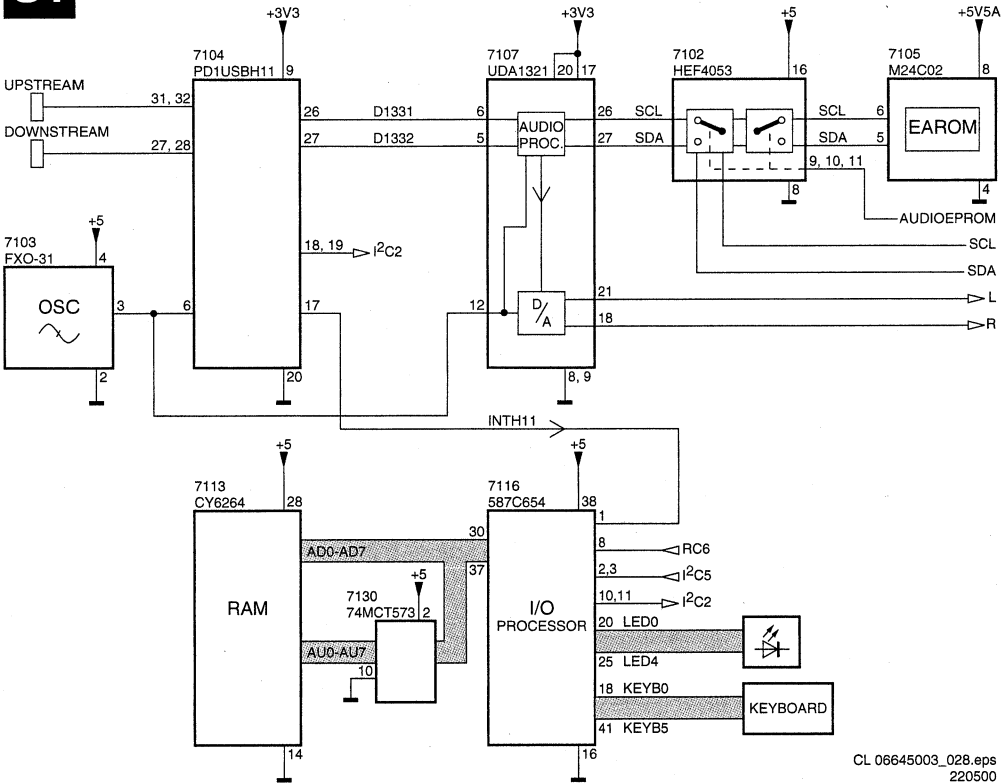 +3V3
+3V3
+5
+5V5A
7104
PD1USBH11
9
7107
UDA1321
20
17
7102
HEF4053
16
7105
M24C02
8
UPSTREAM
31, 32
DOWNSTREAM
27, 28
26
D1331
6
27
D1332
5
AUDIO
PROC.
26
SCL
27
SDA
SCL
6
SDA
5
EAROM
9, 10, 11
8
4
AUDIOEPROM
SCL
SDA
+5
7103
FXO-31
4
OSC
3
6
2
18, 19
I²C2
17
20
12
D/A
21
L
18
R
8, 9
INTH11
+5
7113
CY6264
28
+5
7116
587C654
38
1
30
AD0-AD7
37
8
RC6
2,3
I²C5
10,11
I²C2
+5
7130
74MCT573
2
RAM
I/O
PROCESSOR
20 LED0
25 LED4
AU0-AU7
10
18 KEYB0
KEYBOARD
41 KEYB5
14
16
CL 06645003_028.eps
220500